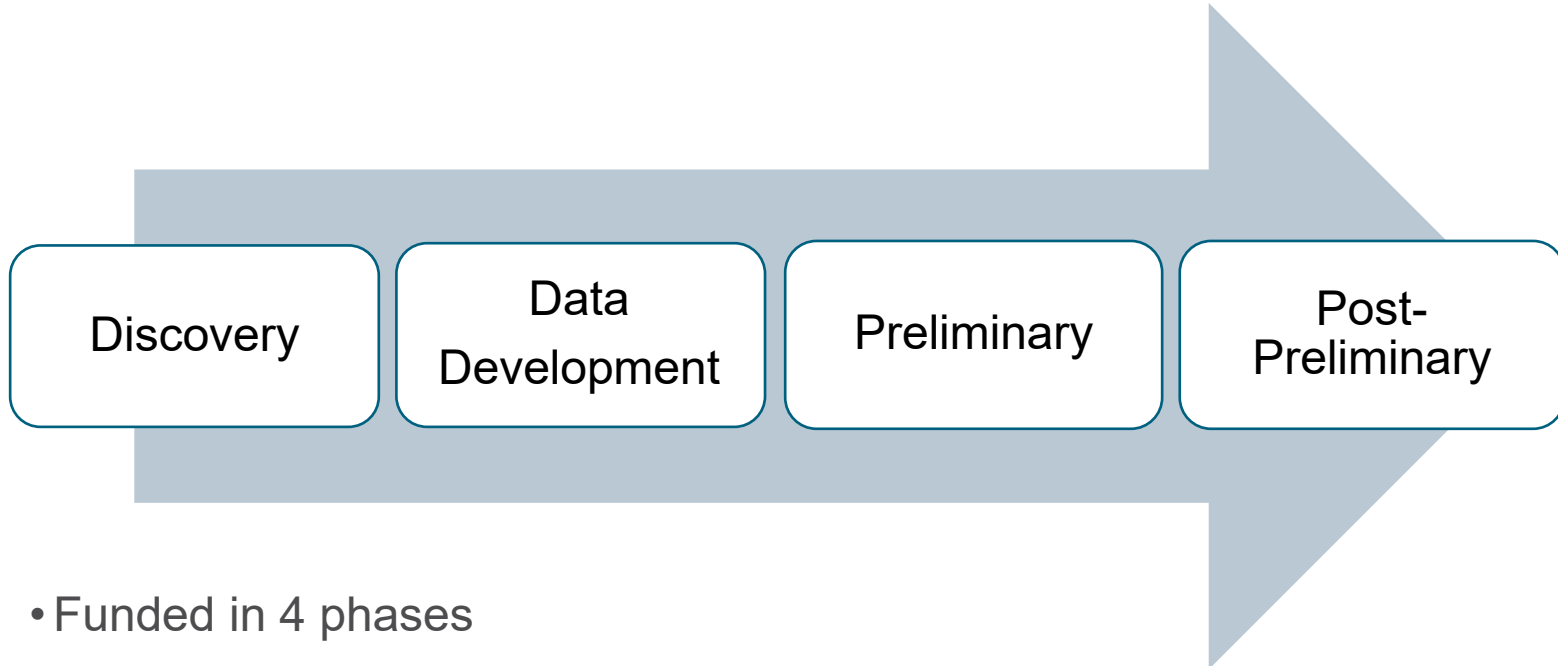 Discovery
Data
Development
Preliminary
Post-
Preliminary
• Funded in 4 phases